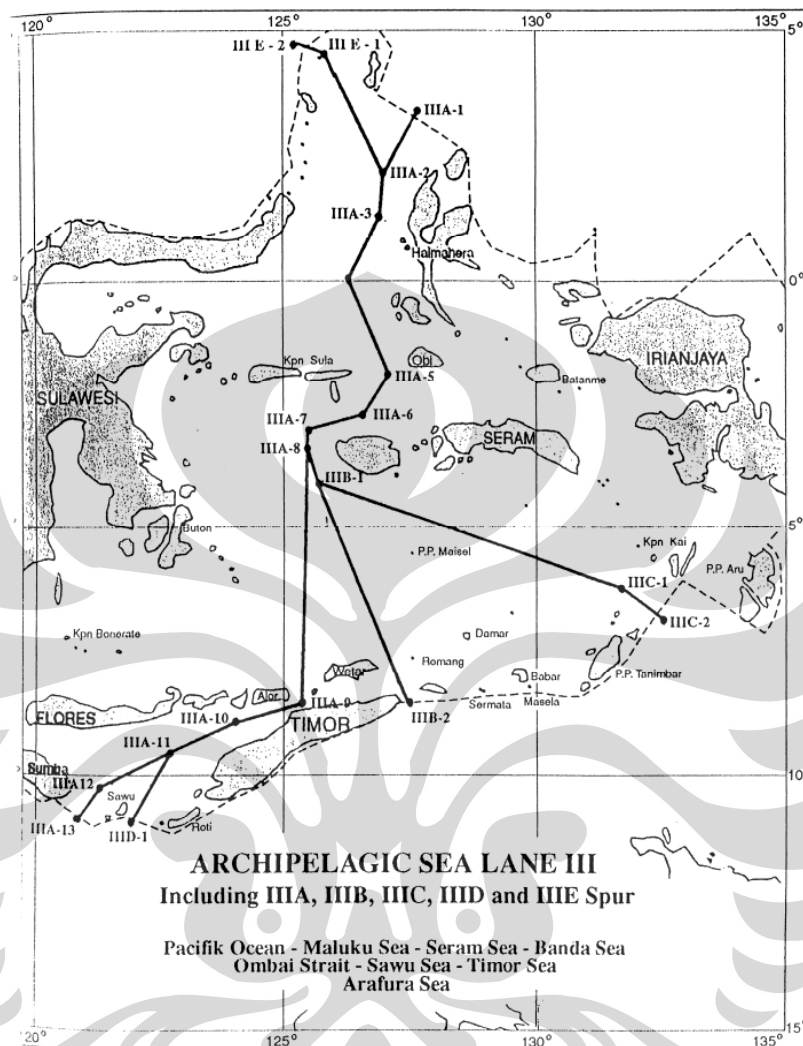 120°
125°
130°
135°
5°
III E - 2
III E - 1
IIIA-1
IIIA-2
IIIA-3
Halmahera
0°
Kpn Sula
Obi
IRIANJAYA
IIIA-5
Batanme
SULAWESI
IIIA-6
IIIA-7
SERAM
IIIA-8
IIIB-1
Buton
5°
P.P. Maisel
Kpn Kai
P.P. Aru
IIIC-1
IIIC-2
Kpn Bonerate
Damar
Romang
Wetar
Babar
P.P. Tanimbar
Alor
Sermata
Masela
FLORES
IIIA-9
IIIB-2
IIIA-10
TIMOR
IIIA-11
Sumba
10°
IIIA12
Sawu
IIIA-13
IIID-1
Roti
ARCHIPELAGIC SEA LANE III
Including IIIA, IIIB, IIIC, IIID and IIIE Spur
Pacifik Ocean - Maluku Sea - Seram Sea - Banda Sea
Ombai Strait - Sawu Sea - Timor Sea
Arafura Sea
15°
120°
125°
130°
135°